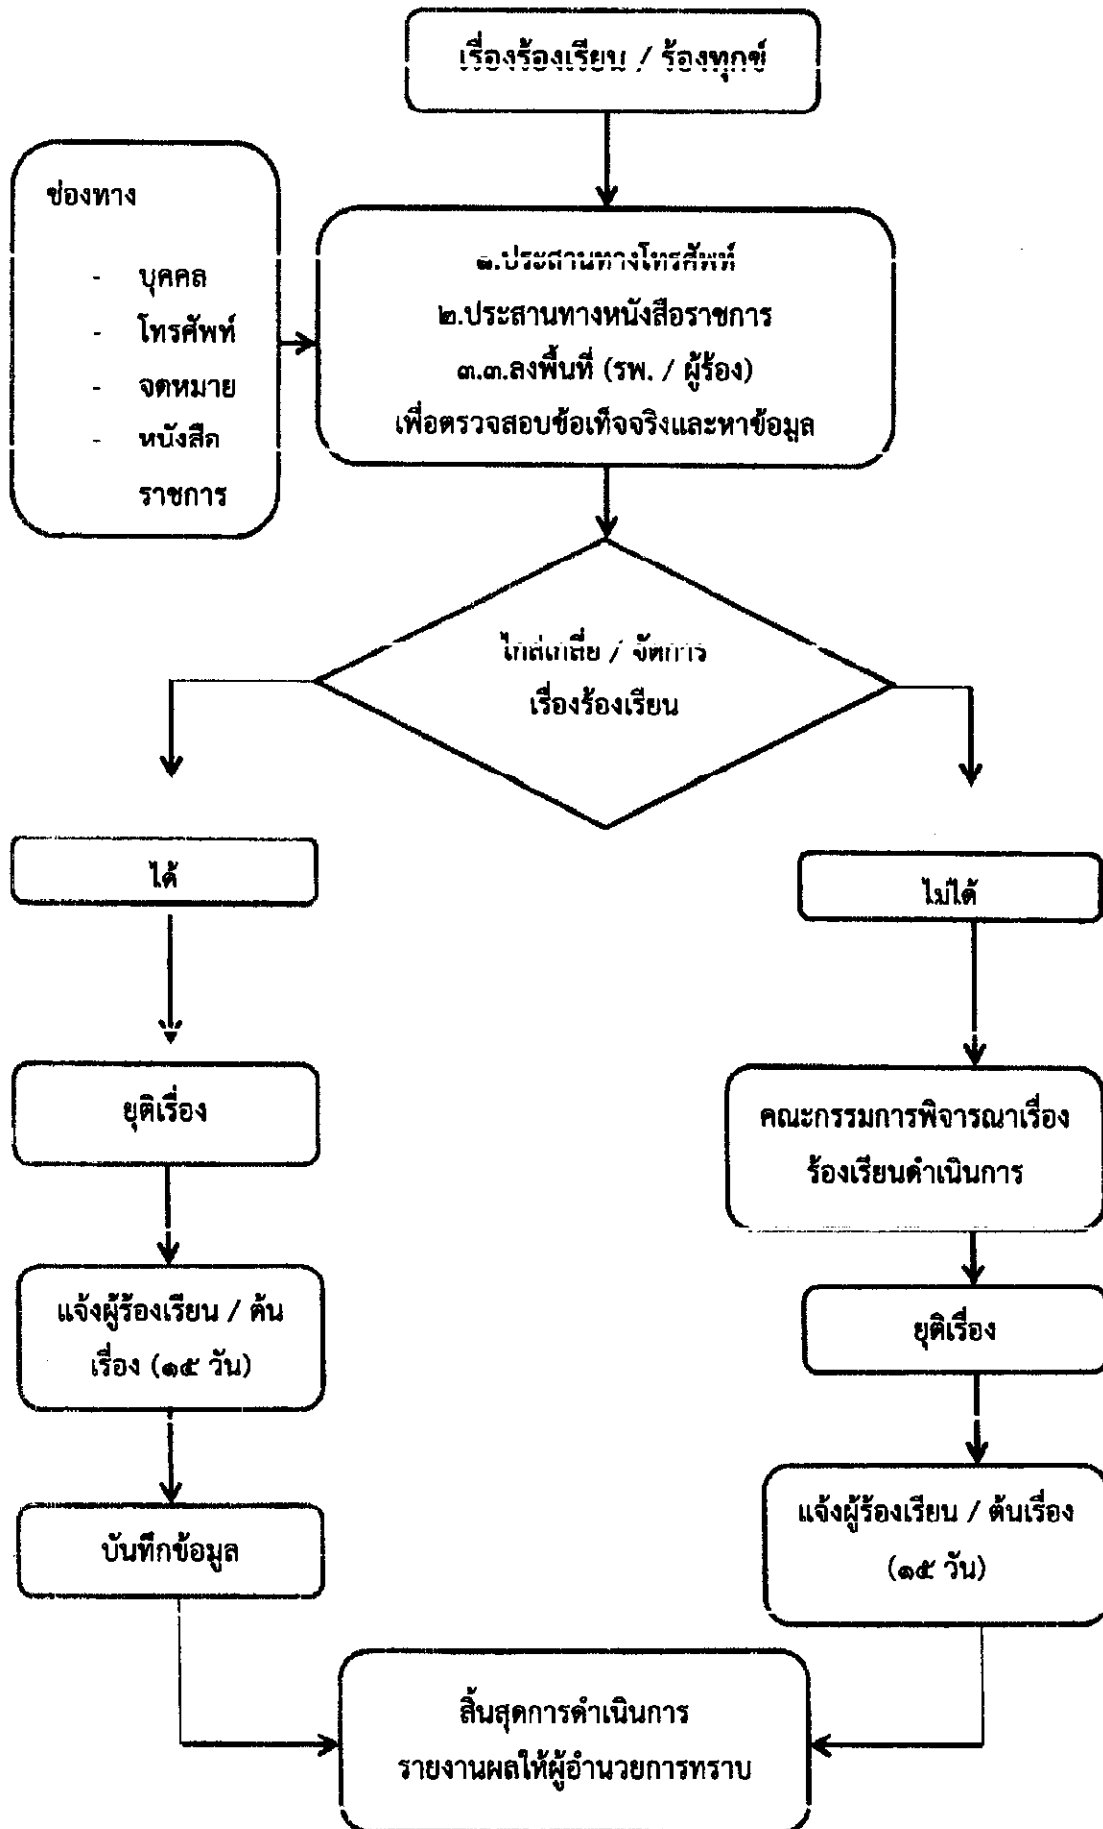 เรื่องร้องเรียน / ร้องทุกข์
ช่องทาง
- บุคคล
- โทรศัพท์
- จดหมาย
- หนังสือ
ราชการ
๑.ประสานทางโทรศัพท์
๒.ประสานทางหนังสือราชการ
๓.๓.ลงพื้นที่ (รพ. / ผู้ร้อง)
เพื่อตรวจสอบข้อเท็จจริงและหาข้อมูล
ไกล่เกลี่ย / จัดการ
เรื่องร้องเรียน
ได้
ยุติเรื่อง
แจ้งผู้ร้องเรียน / ต้น
เรื่อง (๑๕ วัน)
บันทึกข้อมูล
ไม่ได้
คณะกรรมการพิจารณาเรื่อง
ร้องเรียนดำเนินการ
ยุติเรื่อง
แจ้งผู้ร้องเรียน / ต้นเรื่อง
(๑๕ วัน)
สิ้นสุดการดำเนินการ
รายงานผลให้ผู้อำนวยการทราบ